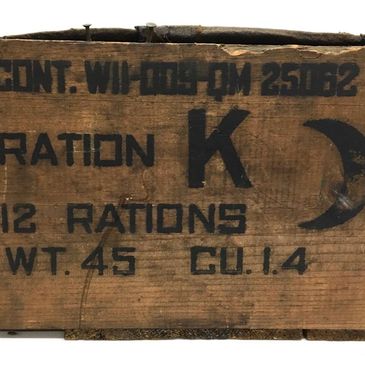 CONT. W11-009-QM 25062
RATION K
12 RATIONS
WT. 45 CU. 1.4